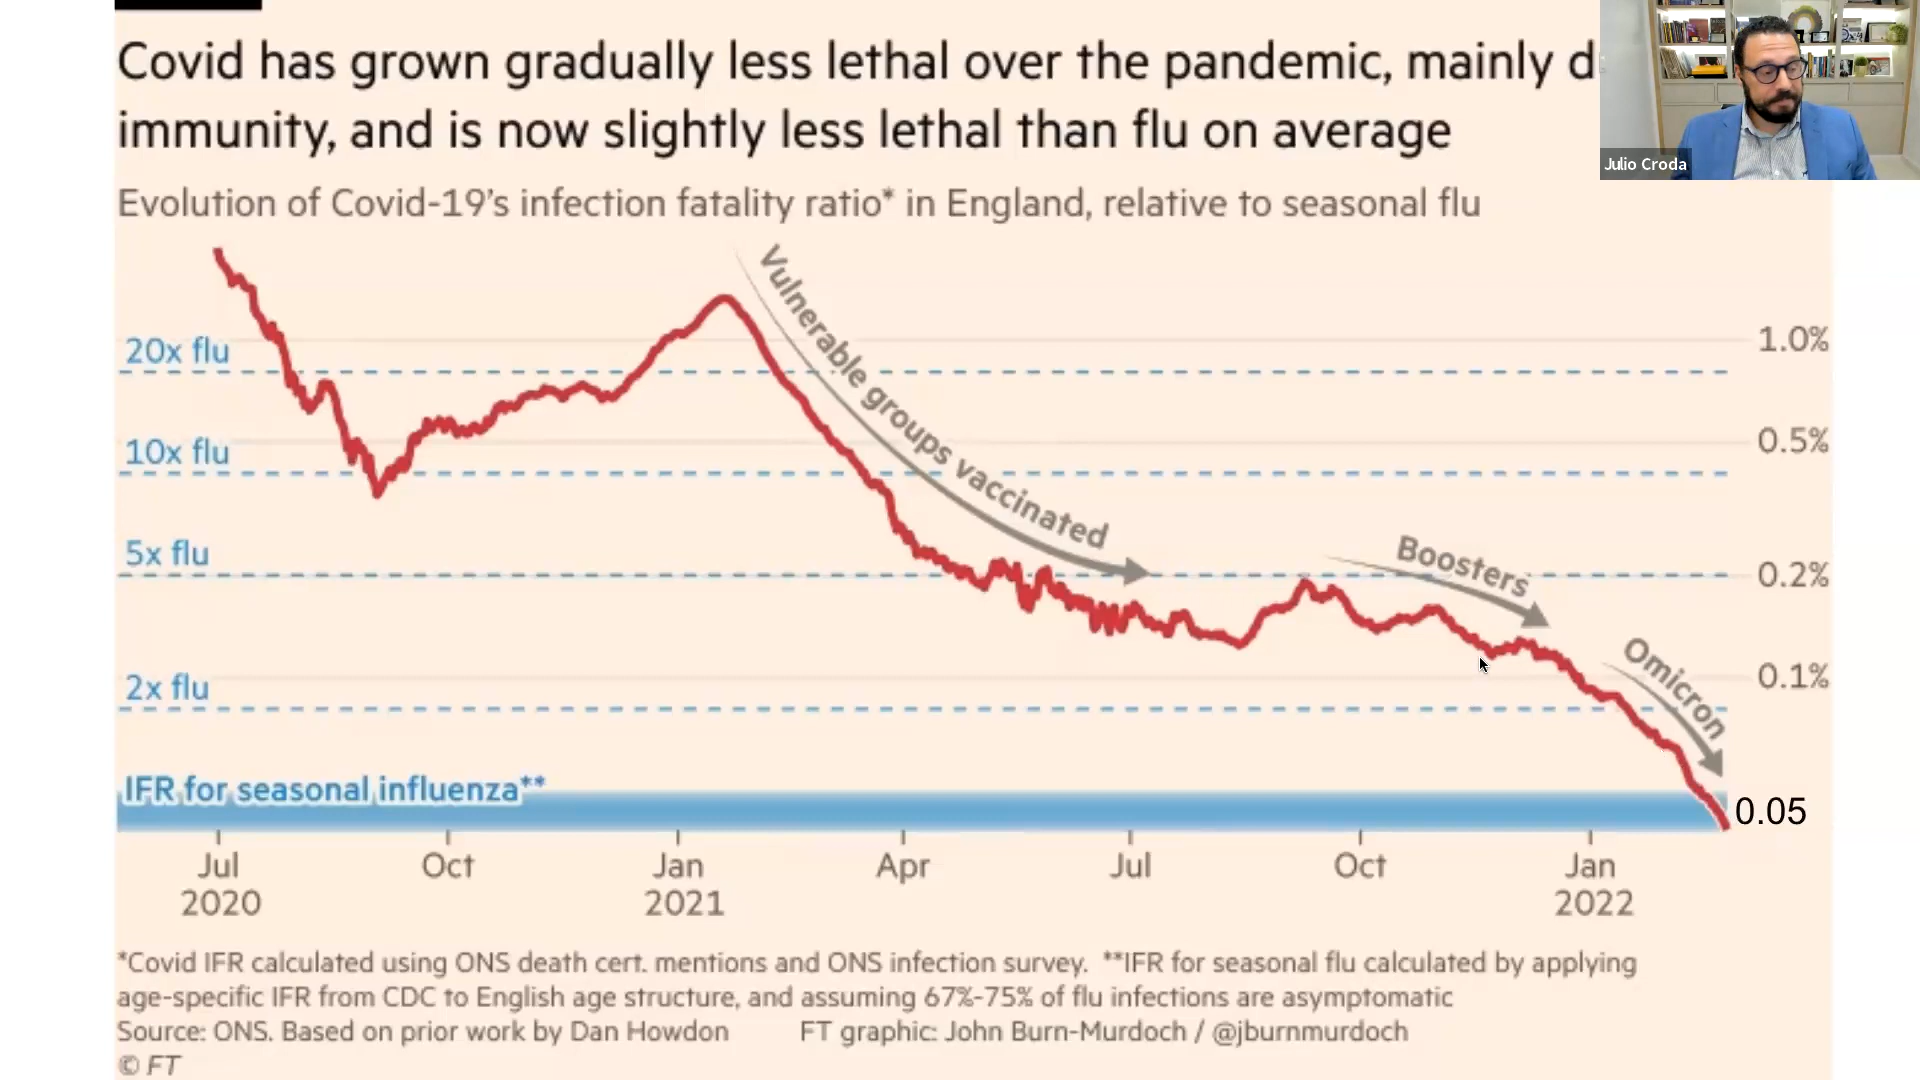 Covid has grown gradually less lethal over the pandemic, mainly d
immunity, and is now slightly less lethal than flu on average
Julio Croda
Evolution of Covid-19's infection fatality ratio* in England, relative to seasonal flu
Vulnerable groups vaccinated
Boosters
Omicron
20x flu
10x flu
5x flu
2x flu
1.0%
0.5%
0.2%
0.1%
IFR for seasonal influenza**
0.05
Jul Oct Jan Apr Jul Oct Jan
2020 2021 2022
*Covid IFR calculated using ONS death cert. mentions and ONS infection survey. **IFR for seasonal flu calculated by applying
age-specific IFR from CDC to English age structure, and assuming 67%-75% of flu infections are asymptomatic
Source: ONS. Based on prior work by Dan Howdon FT graphic: John Burn-Murdoch / @jburnmurdoch
© FT